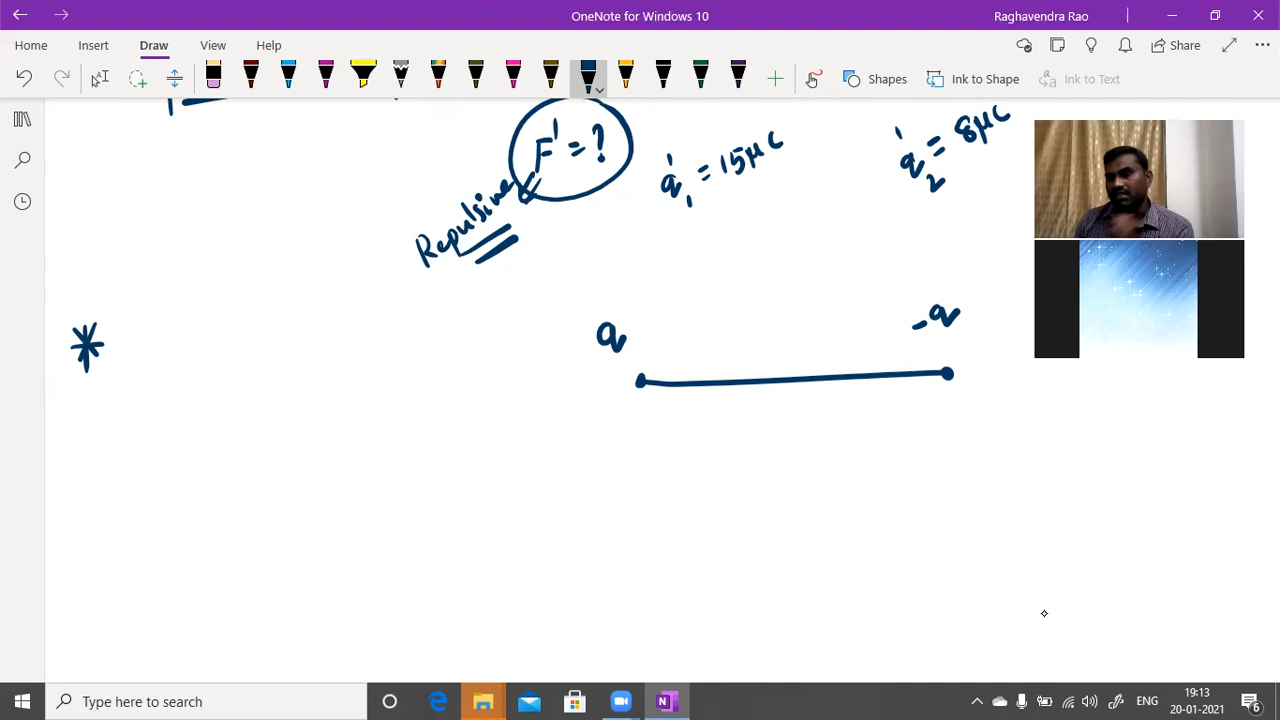 OneNote for Windows 10
Raghavendra Rao
Home Insert Draw View Help
Share
Shapes
Ink to Shape
Ink to Text
F' = ?
q₁' = 15μC
q₂' = 8μC
Repulsive
*
q
-q
Type here to search
ENG
19:13
20-01-2021
6